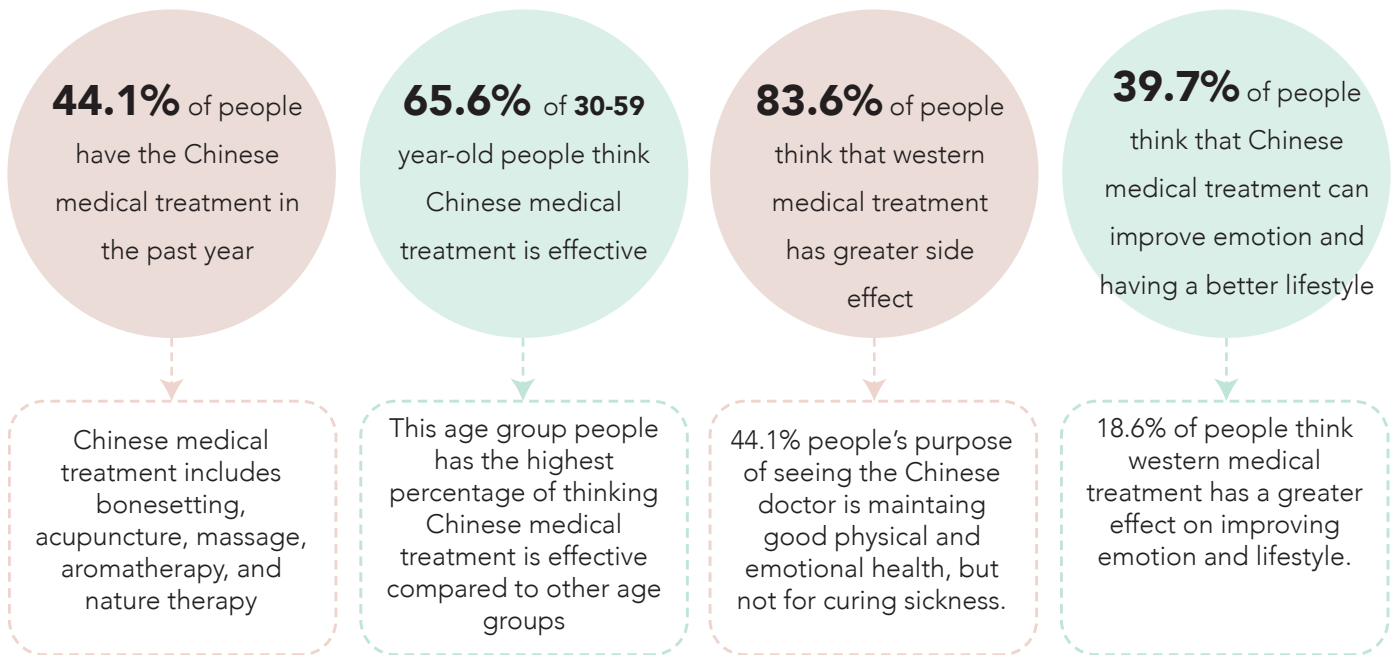 44.1% of people
have the Chinese
medical treatment in
the past year
65.6% of 30-59
year-old people think
Chinese medical
treatment is effective
83.6% of people
think that western
medical treatment
has greater side
effect
39.7% of people
think that Chinese
medical treatment can
improve emotion and
having a better lifestyle
Chinese medical
treatment includes
bonesetting,
acupuncture, massage,
aromatherapy, and
nature therapy
This age group people
has the highest
percentage of thinking
Chinese medical
treatment is effective
compared to other age
groups
44.1% people’s purpose
of seeing the Chinese
doctor is maintaing
good physical and
emotional health, but
not for curing sickness.
18.6% of people think
western medical
treatment has a greater
effect on improving
emotion and lifestyle.